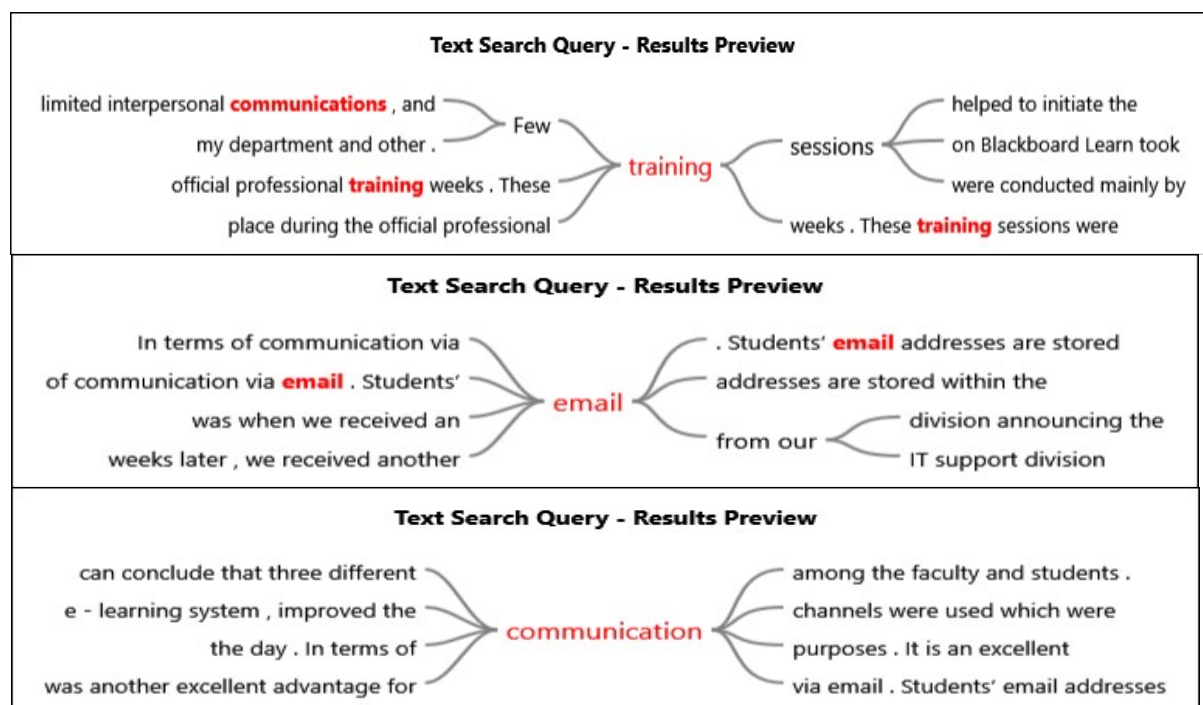 Text Search Query - Results Preview
limited interpersonal communications , and
my department and other .
Few
official professional training weeks . These
place during the official professional
training
sessions
helped to initiate the
on Blackboard Learn took
were conducted mainly by
weeks . These training sessions were
Text Search Query - Results Preview
In terms of communication via
of communication via email . Students'
was when we received an
weeks later , we received another
email
. Students' email addresses are stored
addresses are stored within the
from our
division announcing the
IT support division
Text Search Query - Results Preview
can conclude that three different
e - learning system , improved the
the day . In terms of
was another excellent advantage for
communication
among the faculty and students .
channels were used which were
purposes . It is an excellent
via email . Students' email addresses